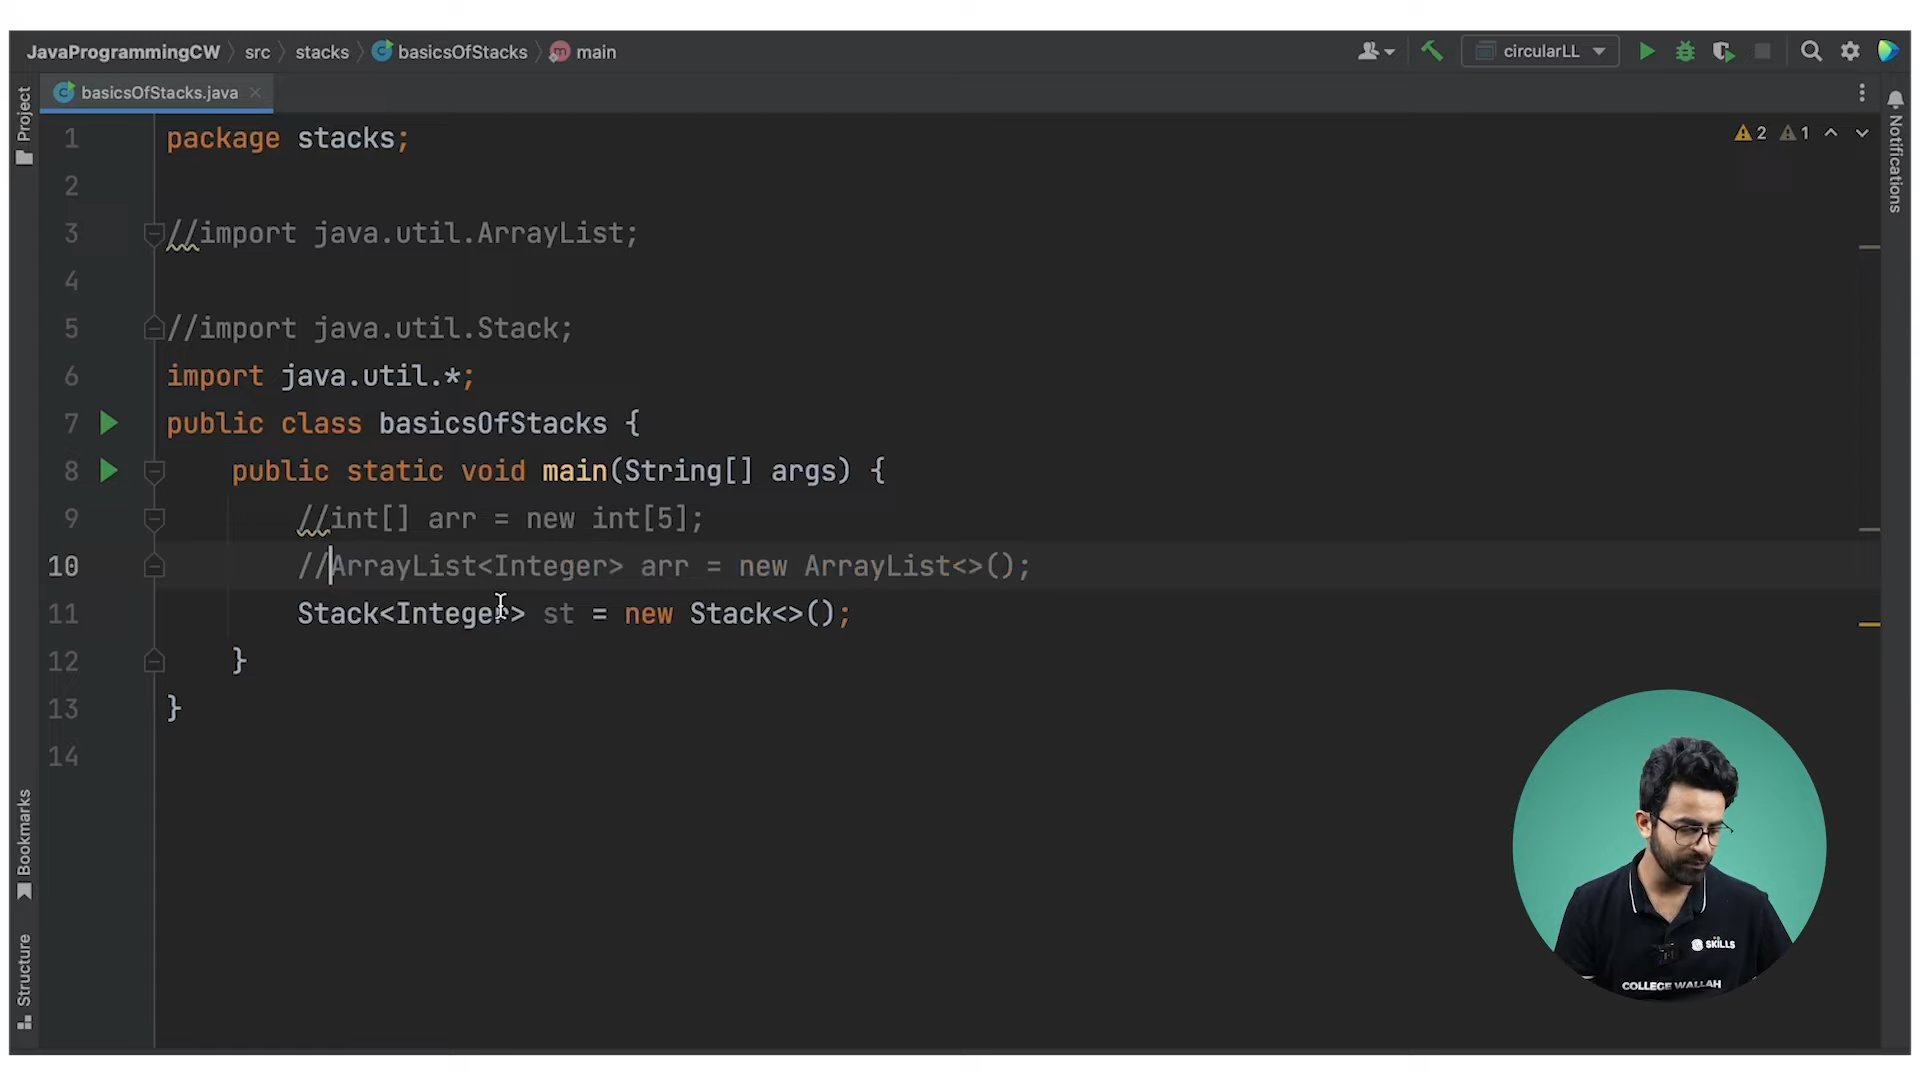 JavaProgrammingCW src stacks basicsOfStacks main
circularLL
basicsOfStacks.java
Project
Notifications
2 1
1 package stacks;
2
3 //import java.util.ArrayList;
4
5 //import java.util.Stack;
6 import java.util.*;
7 public class basicsOfStacks {
8 public static void main(String[] args) {
9 //int[] arr = new int[5];
10 //ArrayList<Integer> arr = new ArrayList<>();
11 Stack<Integer> st = new Stack<>();
12 }
13 }
14
Bookmarks
Structure
SKILLS
COLLEGE WALLAH